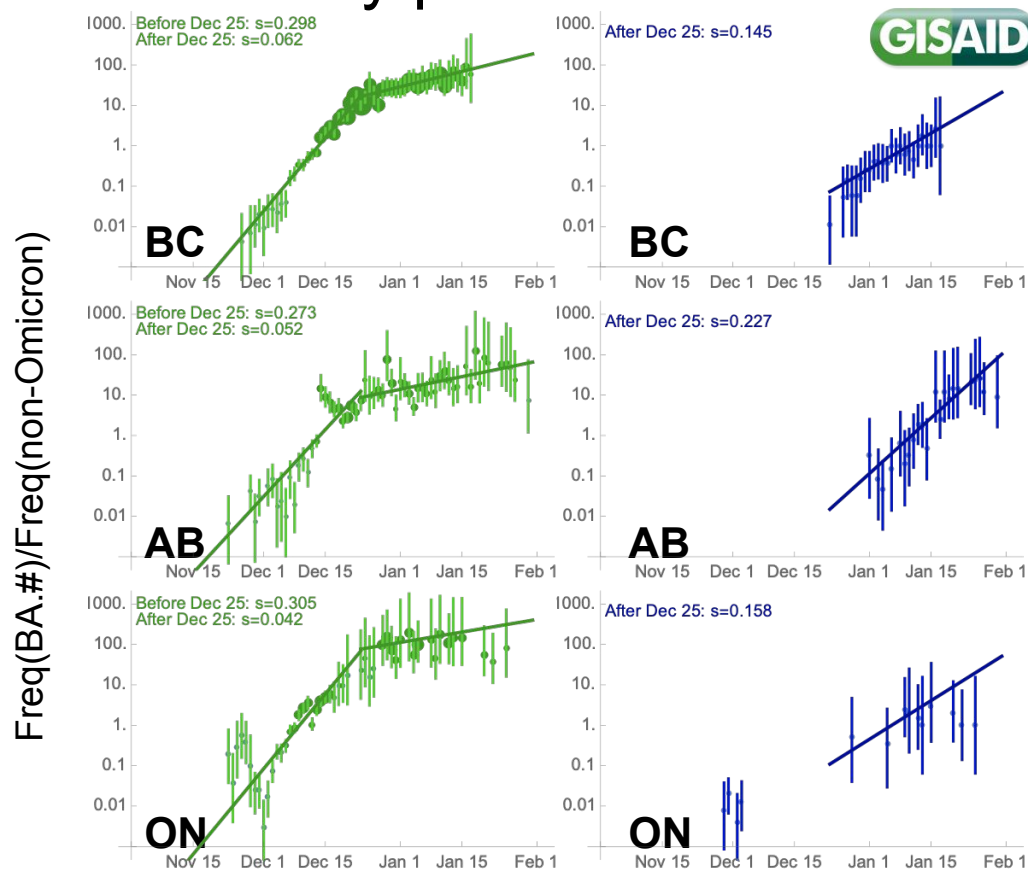 Before Dec 25: s=0.298
After Dec 25: s=0.062
1000.
100.
10.
1.
0.1
0.01
BC
Nov 15 Dec 1 Dec 15 Jan 1 Jan 15 Feb 1
After Dec 25: s=0.145
GISAID
1000.
100.
10.
1.
0.1
0.01
BC
Nov 15 Dec 1 Dec 15 Jan 1 Jan 15 Feb 1
Freq(BA.#)/Freq(non-Omicron)
Before Dec 25: s=0.273
After Dec 25: s=0.052
1000.
100.
10.
1.
0.1
0.01
AB
Nov 15 Dec 1 Dec 15 Jan 1 Jan 15 Feb 1
After Dec 25: s=0.227
1000.
100.
10.
1.
0.1
0.01
AB
Nov 15 Dec 1 Dec 15 Jan 1 Jan 15 Feb 1
Before Dec 25: s=0.305
After Dec 25: s=0.042
1000.
100.
10.
1.
0.1
0.01
ON
Nov 15 Dec 1 Dec 15 Jan 1 Jan 15 Feb 1
After Dec 25: s=0.158
1000.
100.
10.
1.
0.1
0.01
ON
Nov 15 Dec 1 Dec 15 Jan 1 Jan 15 Feb 1